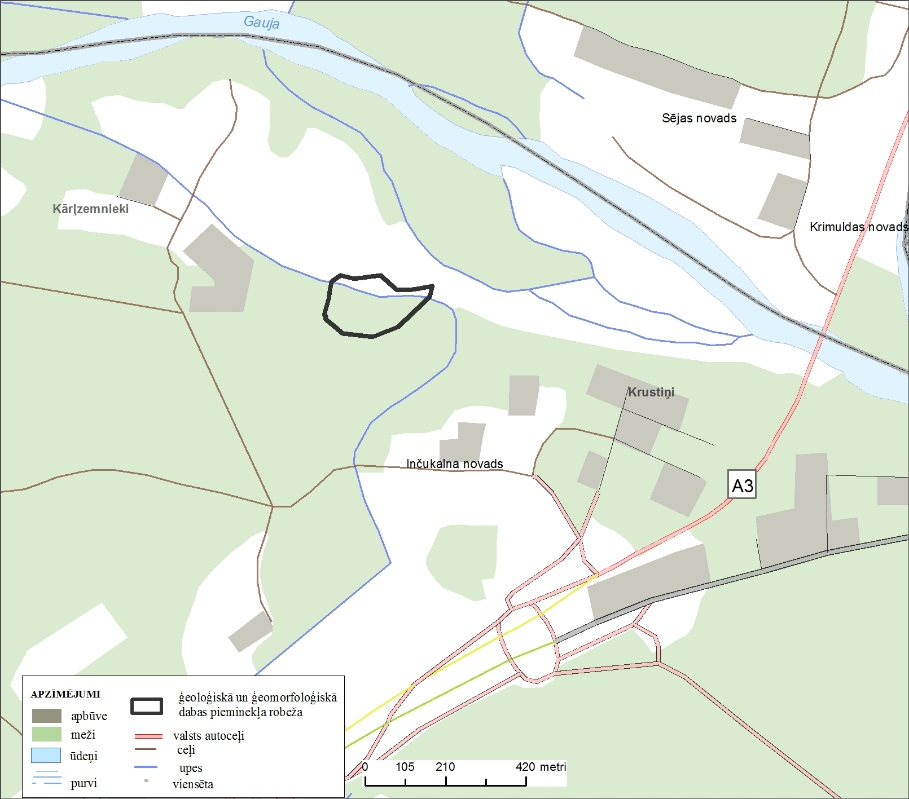 Gauja
Sējas novads
Kārļzemnieki
Krimuldas novads
Krustiņi
Inčukalna novads
A3
APZĪMĒJUMI
apbūve
meži
ūdeņi
purvi
ģeoloģiskā un ģeomorfoloģiskā
dabas pieminekļa robeža
valsts autoceļi
ceļi
upes
viensēta
0 105 210 420 metri